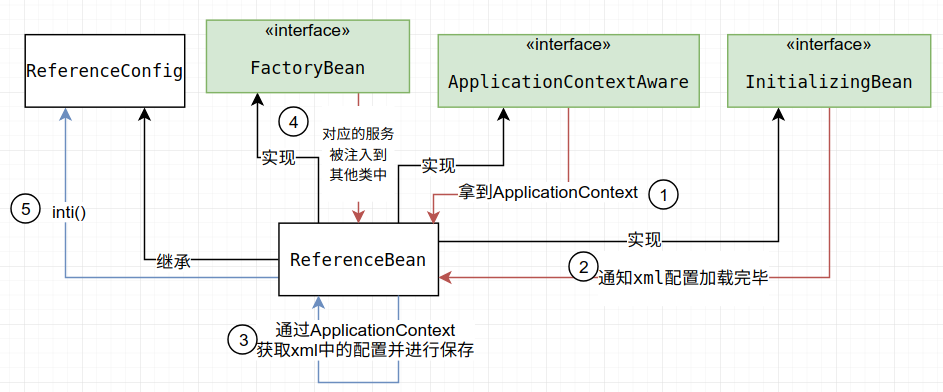 «interface»
FactoryBean
ReferenceConfig
«interface»
ApplicationContextAware
«interface»
InitializingBean
4
对应的服务
被注入到
其他类中
实现
实现
拿到ApplicationContext
1
5
inti()
继承
ReferenceBean
实现
2
通知xml配置加载完毕
3
通过ApplicationContext
获取xml中的配置并进行保存